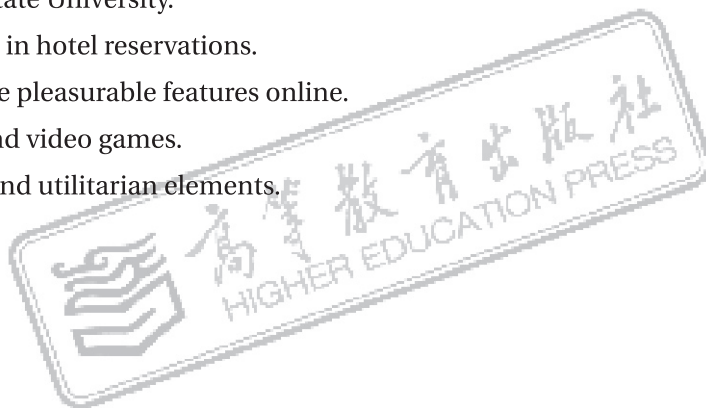 tate University.
in hotel reservations.
e pleasurable features online.
nd video games.
nd utilitarian elements.
高等教育出版社
HIGHER EDUCATION PRESS